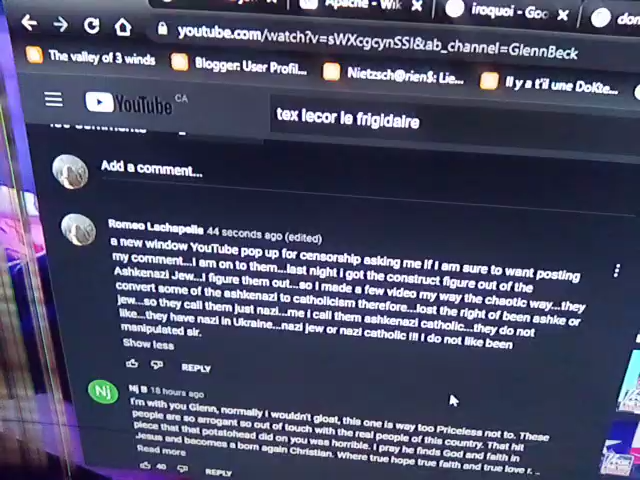 Apache - Wik
iroquoi - Goo
youtube.com/watch?v=sWXcgcynSSI&ab_channel=GlennBeck
The valley of 3 winds
Blogger: User Profil...
Nietzsch@rien$: Lie...
Il y a t'il une DoKte...
YouTube CA
tex lecor le frigidaire
Add a comment...
Romeo Lachapelle 44 seconds ago (edited)
a new window YouTube pop up for censorship asking me if I am sure to want posting
my comment...I am on to them...last night I got the construct figure out of the
Ashkenazi Jew...I figure them out...so I made a few video my way the chaotic way...they
convert some of the ashkenazi to catholicism therefore...lost the right of been ashke or
jew...so they call them just nazi...me i call them ashkenazi catholic...they do not
like...they have nazi in Ukraine...nazi jew or nazi catholic !!! I do not like been
manipulated sir.
Show less
REPLY
Nj
Nj B 18 hours ago
I'm with you Glenn, normally I wouldn't gloat, this one is way too Priceless not to. These
people are so arrogant so out of touch with the real people of this country. That hit
piece that that potatohead did on you was horrible. I pray he finds God and faith in
Jesus and becomes a born again Christian. Where true hope true faith and true love r...
Read more
40
REPLY